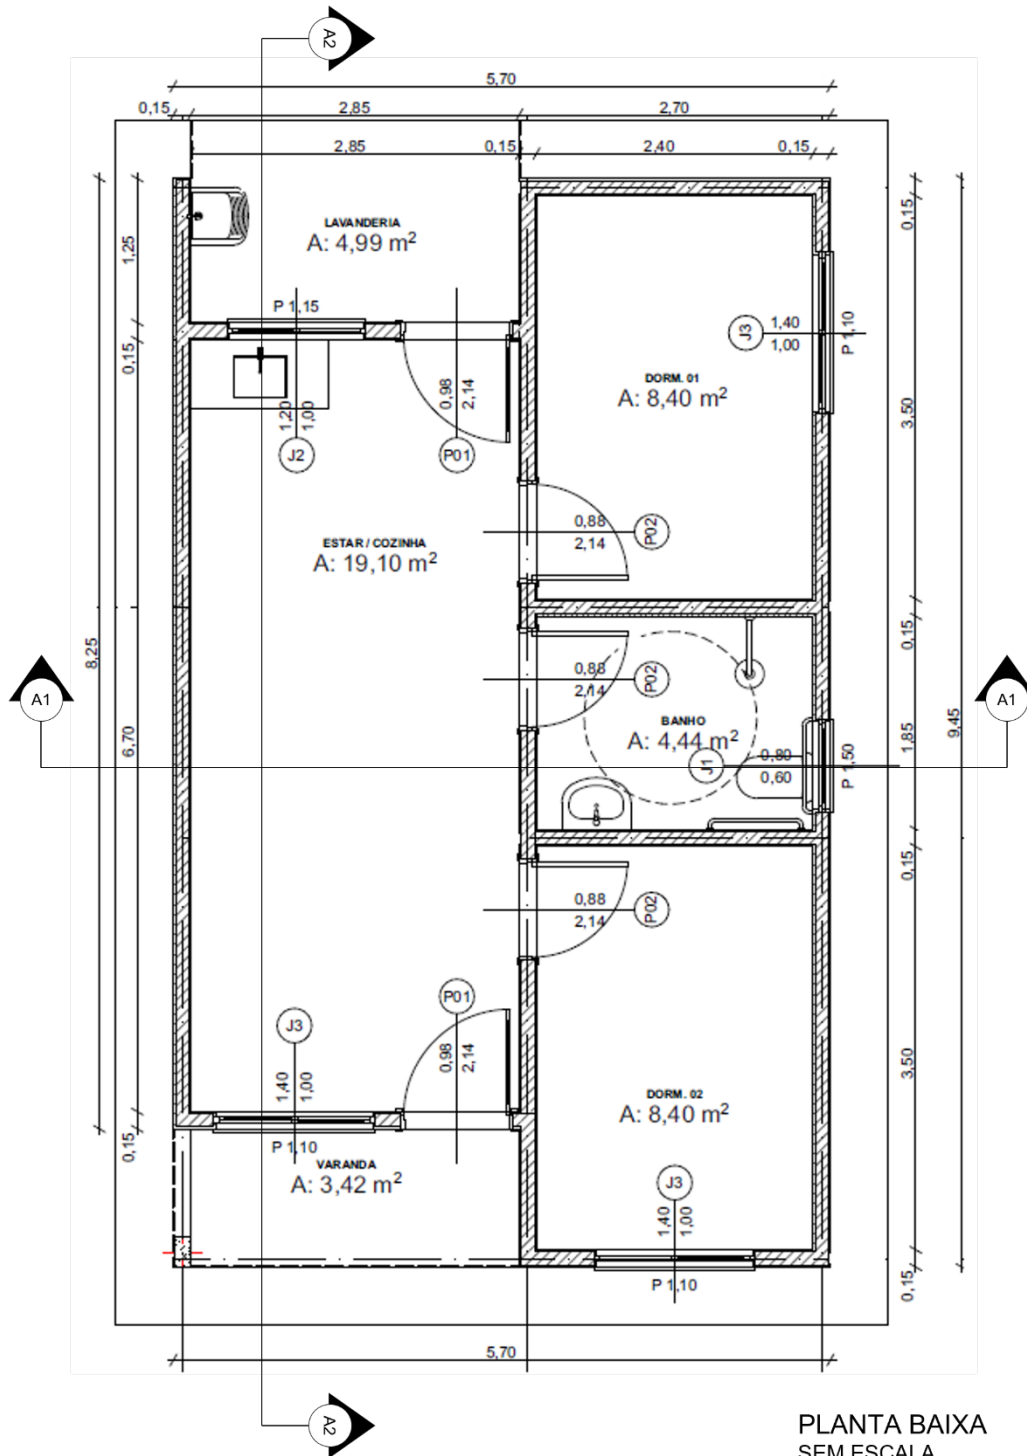 A2
5,70
0,15 2,85 2,70
2,85 0,15 2,40 0,15
LAVANDERIA
A: 4,99 m²
1,25
0,15
P 1,15
0,15
J3 1,40
1,00
P 1,10
DORM. 01
A: 8,40 m²
3,50
1,20
1,00
J2
0,98
2,14
P01
0,88
2,14
P02
ESTAR / COZINHA
A: 19,10 m²
8,25
6,70
0,15
0,88
2,14
P02
A1
A1
BANHO
A: 4,44 m²
J1 0,80
0,60
P 1,50
1,85
9,45
0,15
0,88
2,14
P02
P01
0,98
2,14
J3
1,40
1,00
P 1,10
3,50
DORM. 02
A: 8,40 m²
0,15
VARANDA
A: 3,42 m²
J3
1,40
1,00
P 1,10
0,15
5,70
A2
PLANTA BAIXA
SEM ESCALA